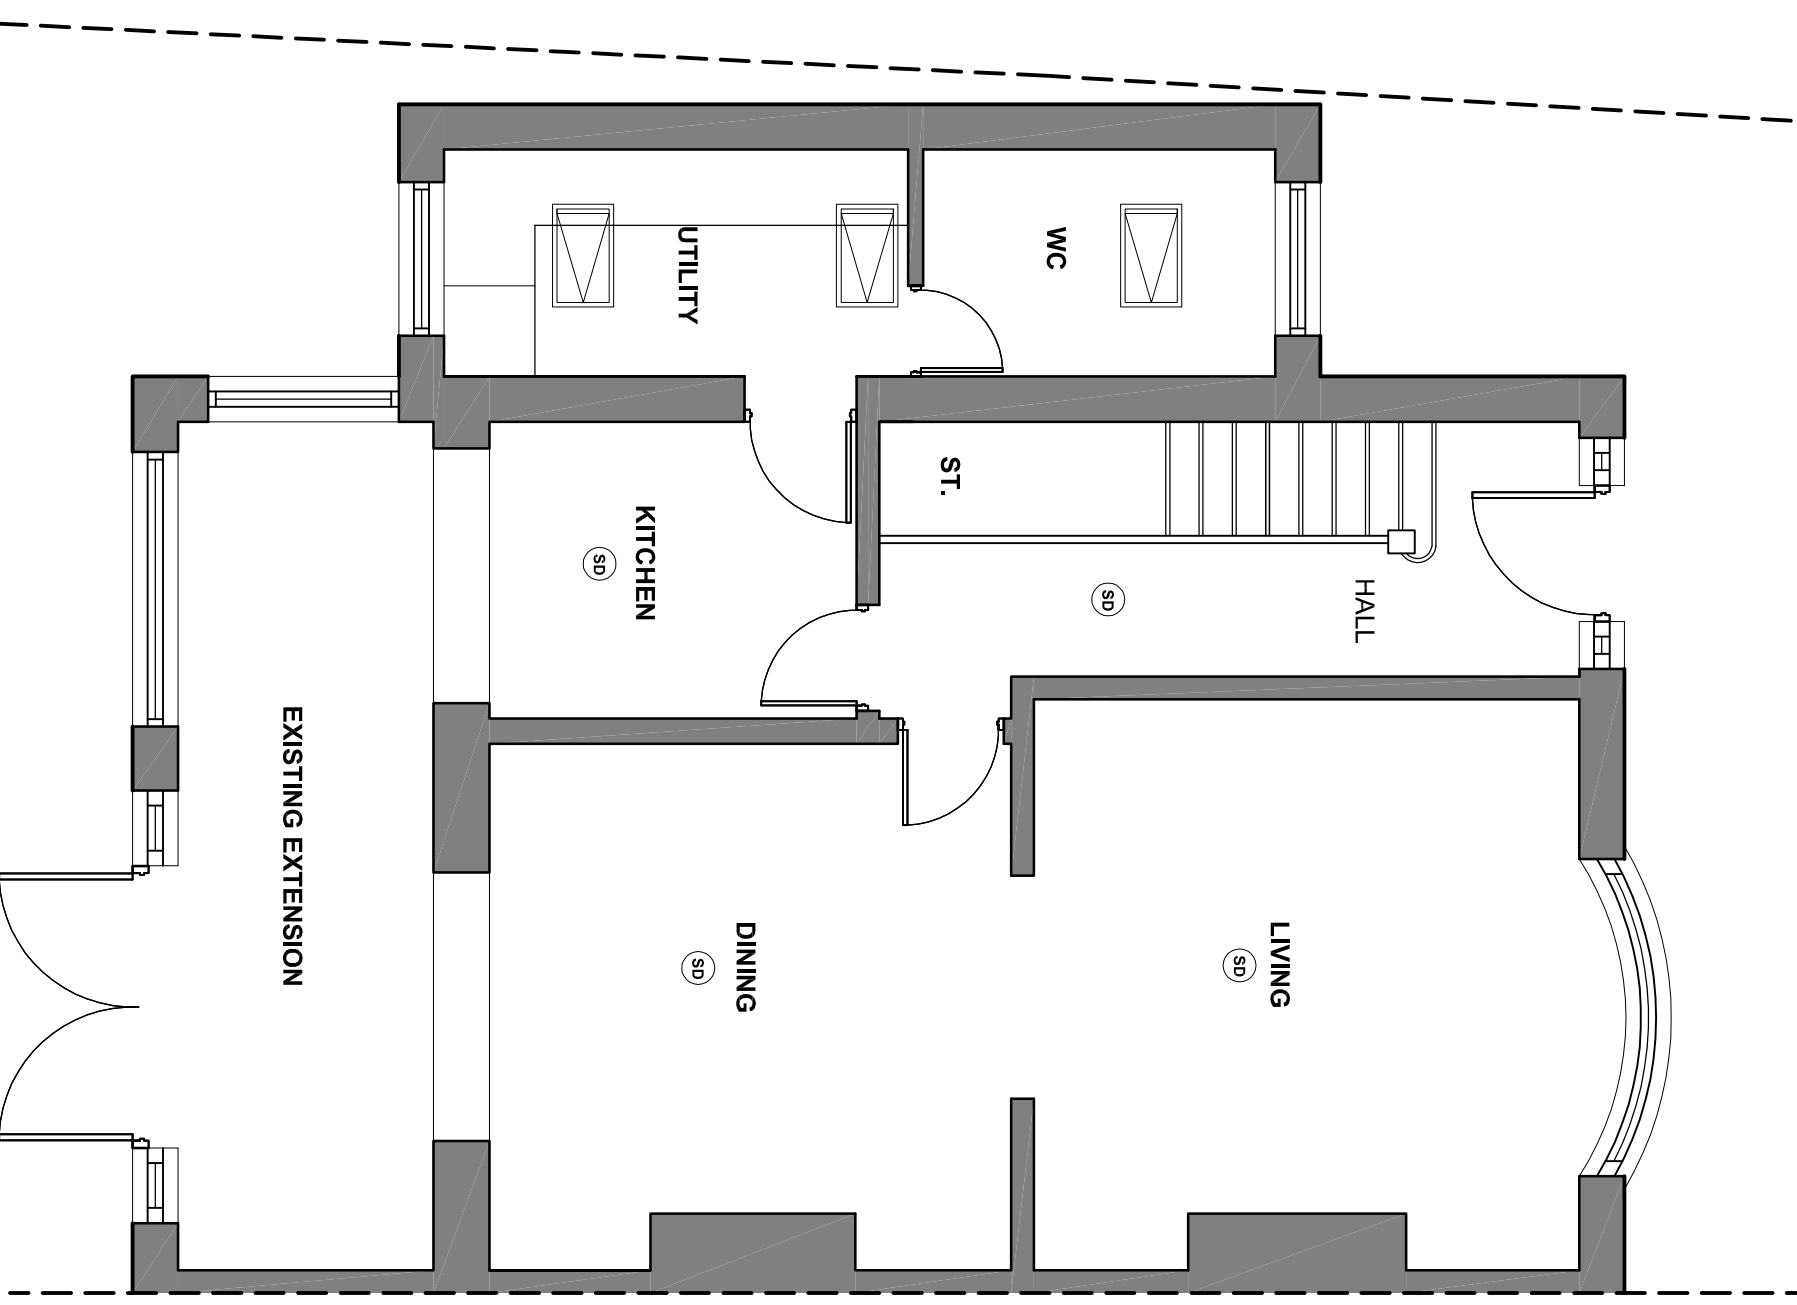 UTILITY
WC
ST.
KITCHEN
SD
SD
HALL
EXISTING EXTENSION
DINING
SD
LIVING
SD